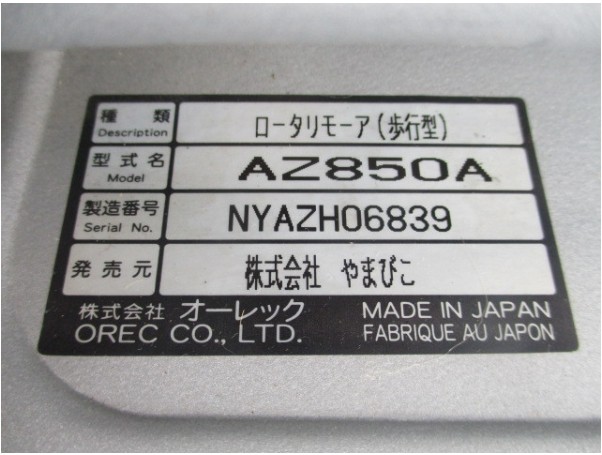 種類 ロータリモーア(歩行型)
Description
型式名 AZ850A
Model
製造番号 NYAZH06839
Serial No.
発売元 株式会社 やまびこ
株式会社 オーレック MADE IN JAPAN
OREC CO., LTD. FABRIQUE AU JAPON